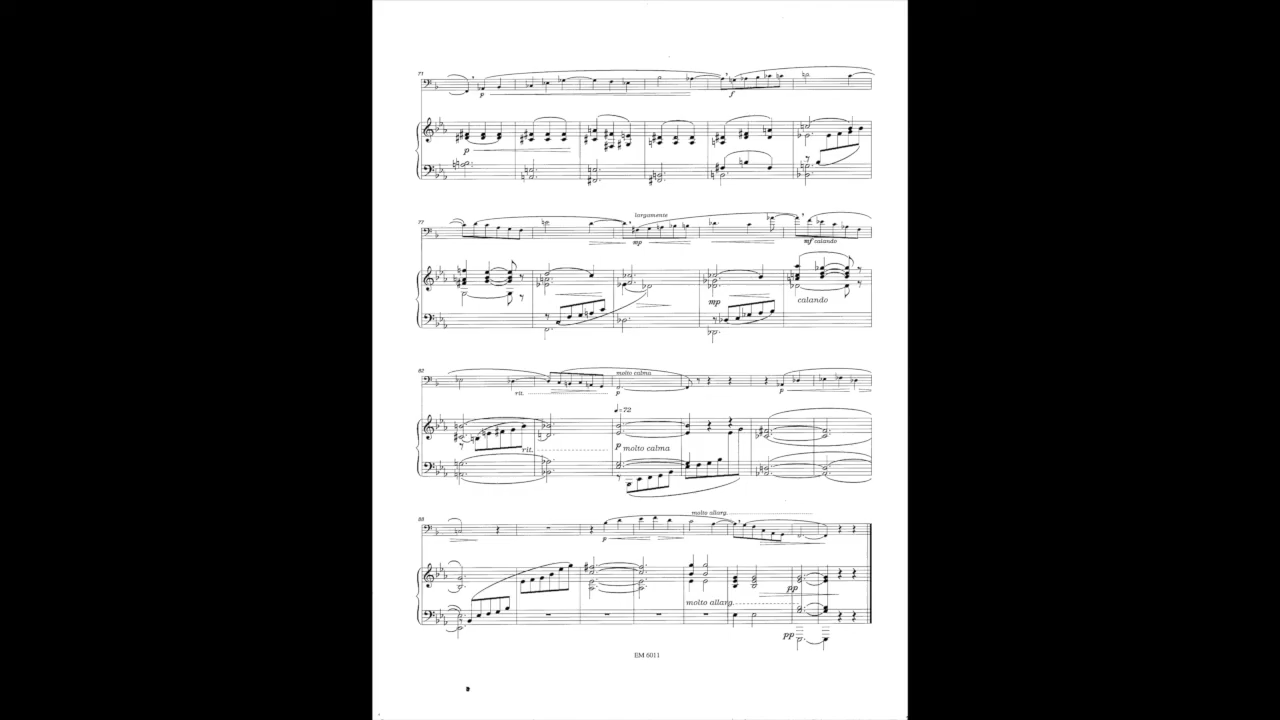 71
p
f
p
77
largamente
mp
mf calando
mp
calando
82
molto calma
rit.
p
p
♩=72
rit.
p molto calma
88
molto allarg.
p
pp
molto allarg.
pp
EM 6011